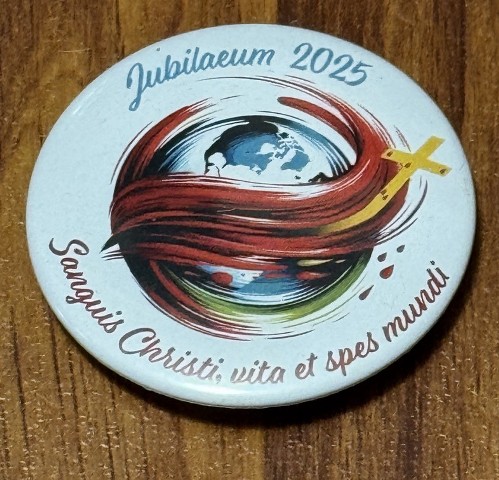 Jubilaeum 2025
Sanguis Christi, vita et spes mundi